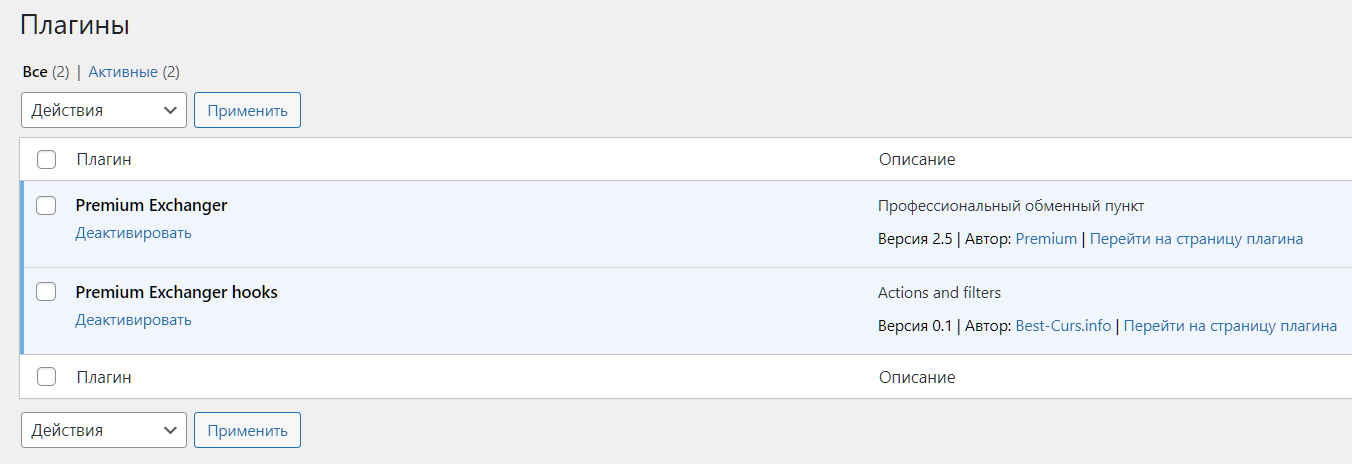 Плагины
Все (2) | Активные (2)
Действия Применить
Плагин Описание
Premium Exchanger Профессиональный обменный пункт
Деактивировать Версия 2.5 | Автор: Premium | Перейти на страницу плагина
Premium Exchanger hooks Actions and filters
Деактивировать Версия 0.1 | Автор: Best-Curs.info | Перейти на страницу плагина
Плагин Описание
Действия Применить